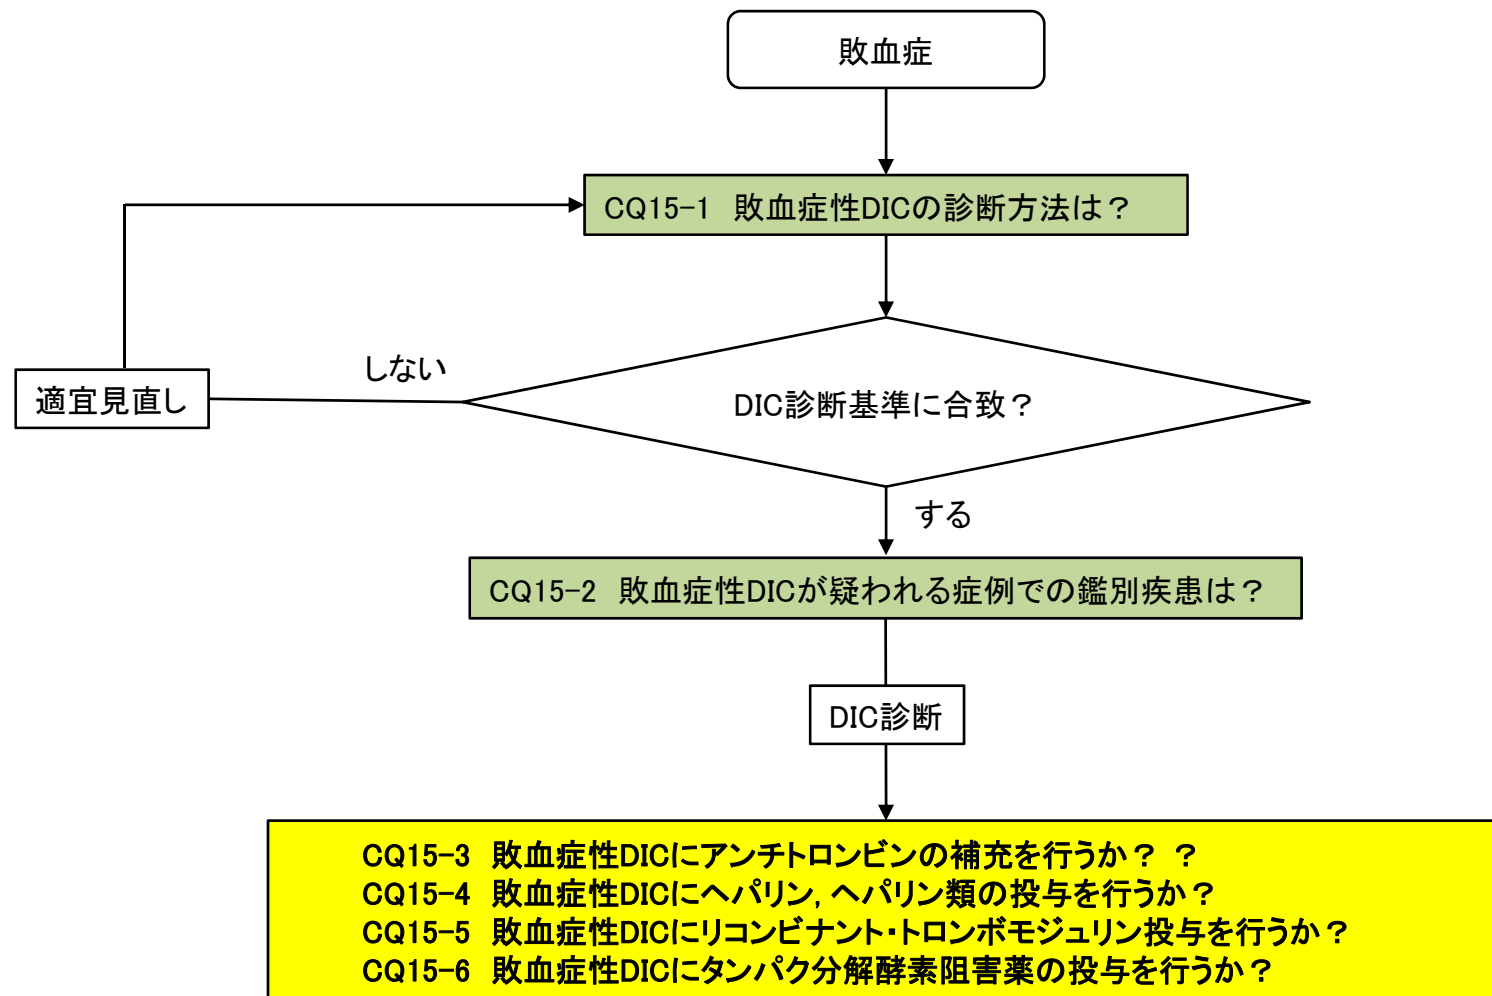 敗血症
CQ15-1 敗血症性DICの診断方法は？
しない
適宜見直し
DIC診断基準に合致？
する
CQ15-2 敗血症性DICが疑われる症例での鑑別疾患は？
DIC診断
CQ15-3 敗血症性DICにアンチトロンビンの補充を行うか？ ？
CQ15-4 敗血症性DICにヘパリン, ヘパリン類の投与を行うか？
CQ15-5 敗血症性DICにリコンビナント・トロンボモジュリン投与を行うか？
CQ15-6 敗血症性DICにタンパク分解酵素阻害薬の投与を行うか？